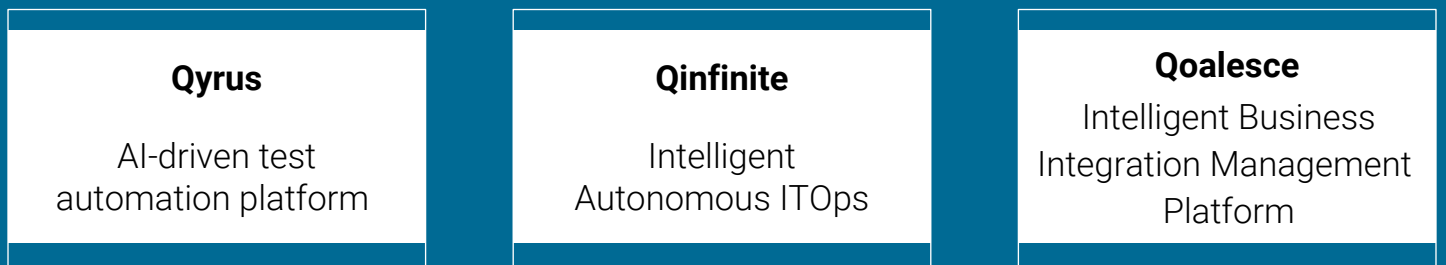 Qyrus
AI-driven test
automation platform
Qinfinite
Intelligent
Autonomous ITOps
Qoalesce
Intelligent Business
Integration Management
Platform